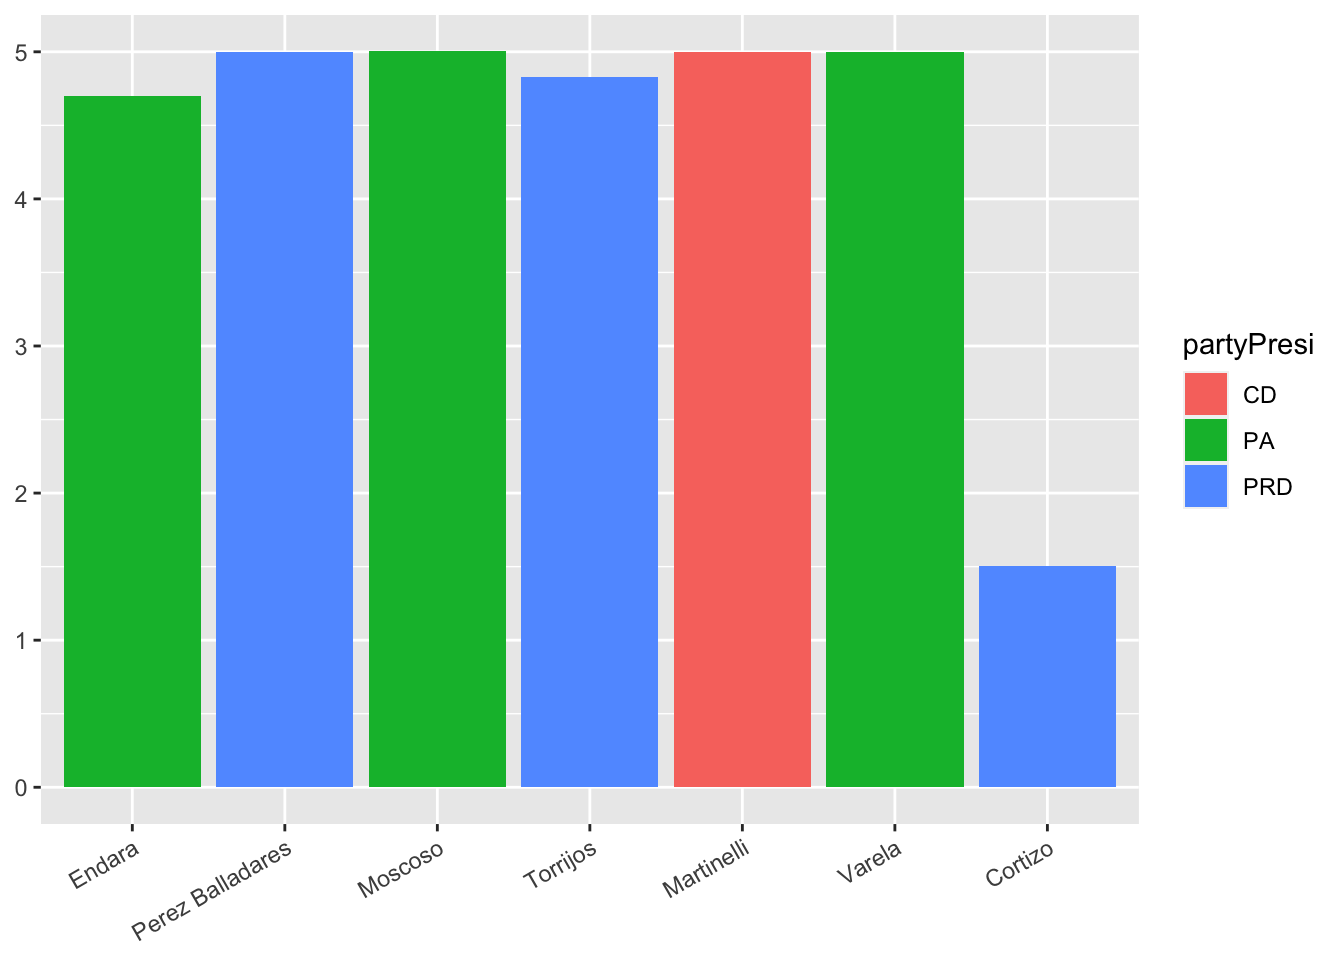 5
4
3
2
1
0
Endara
Perez Balladares
Moscoso
Torrijos
Martinelli
Varela
Cortizo
partyPresi
CD
PA
PRD